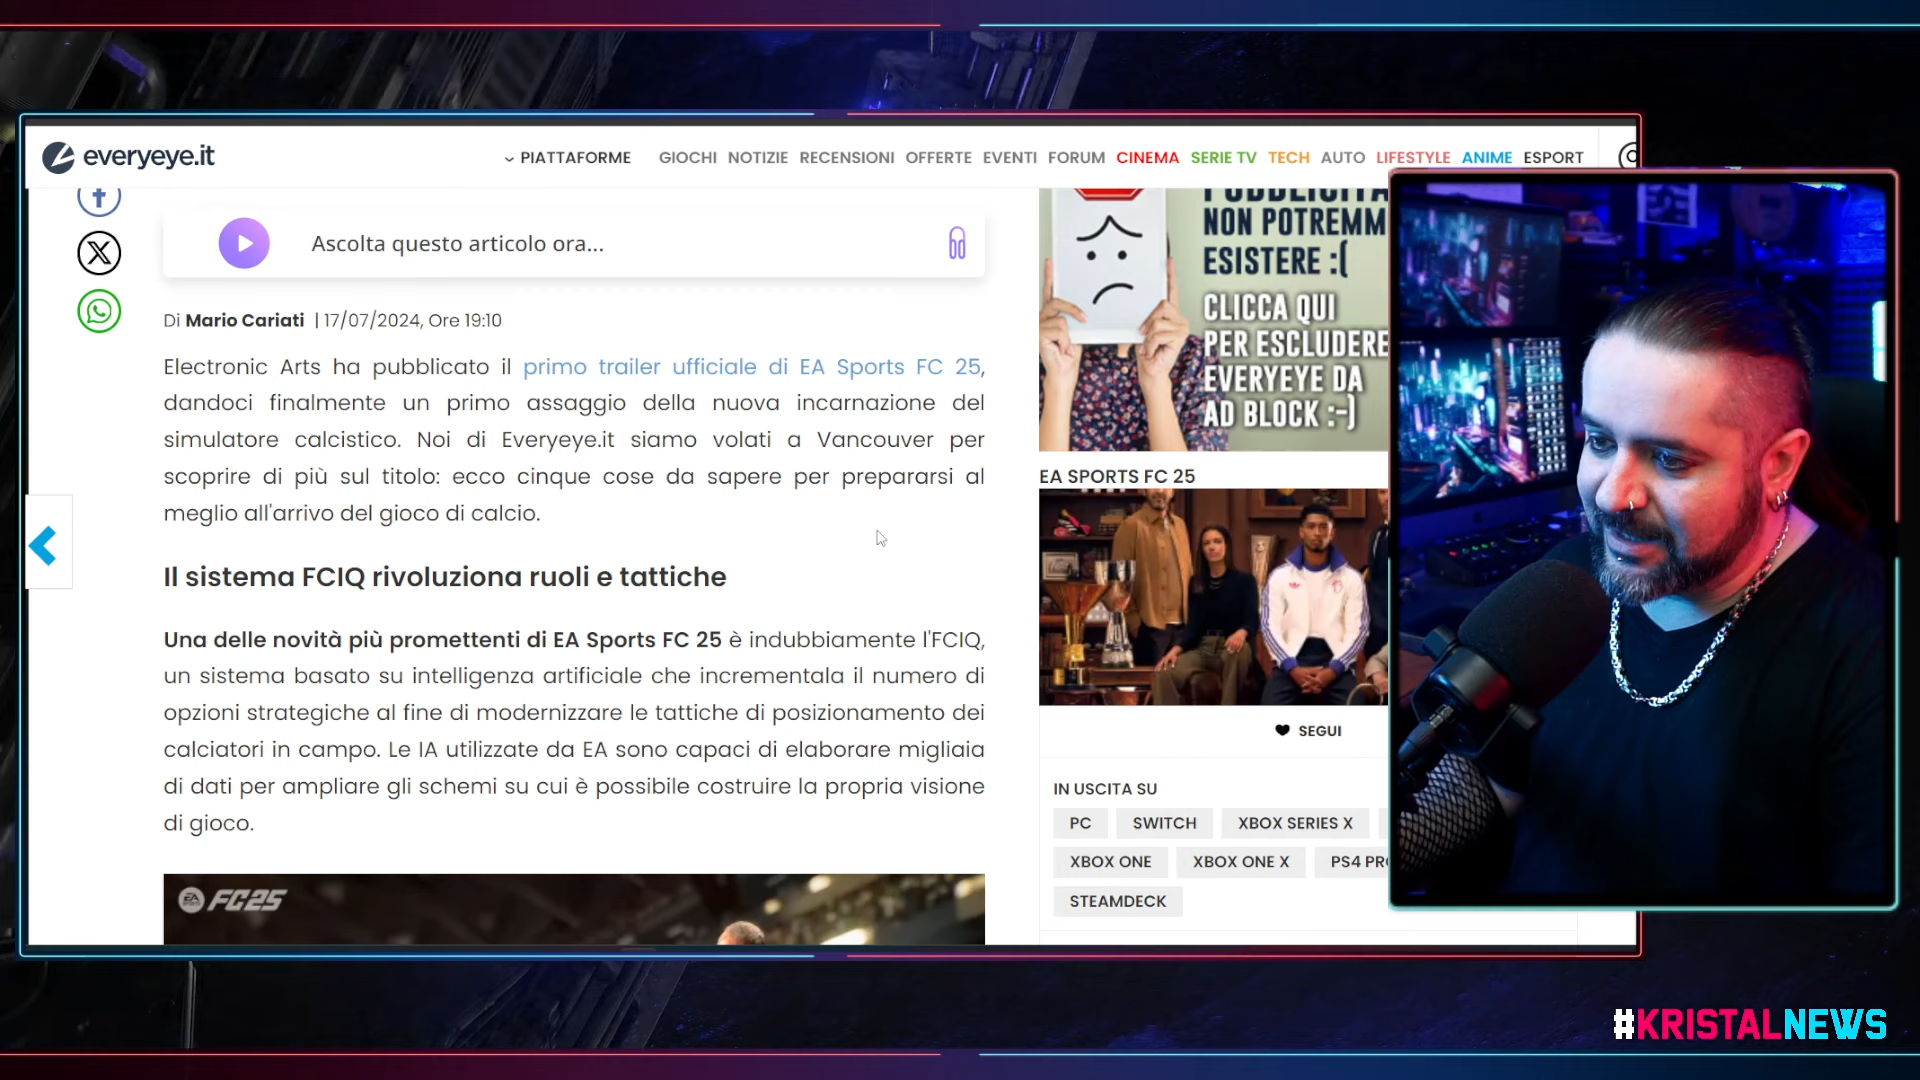 everyeye.it
PIATTAFORME GIOCHI NOTIZIE RECENSIONI OFFERTE EVENTI FORUM CINEMA SERIE TV TECH AUTO LIFESTYLE ANIME ESPORT
Ascolta questo articolo ora...
Di Mario Cariati | 17/07/2024, Ore 19:10
Electronic Arts ha pubblicato il primo trailer ufficiale di EA Sports FC 25,
dandoci finalmente un primo assaggio della nuova incarnazione del
simulatore calcistico. Noi di Everyeye.it siamo volati a Vancouver per
scoprire di più sul titolo: ecco cinque cose da sapere per prepararsi al
meglio all'arrivo del gioco di calcio.
Il sistema FCIQ rivoluziona ruoli e tattiche
Una delle novità più promettenti di EA Sports FC 25 è indubbiamente l'FCIQ,
un sistema basato su intelligenza artificiale che incrementala il numero di
opzioni strategiche al fine di modernizzare le tattiche di posizionamento dei
calciatori in campo. Le IA utilizzate da EA sono capaci di elaborare migliaia
di dati per ampliare gli schemi su cui è possibile costruire la propria visione
di gioco.
EA SPORTS FC25
NON POTREMM
ESISTERE :(
CLICCA QUI
PER ESCLUDERE
EVERYEYE DA
AD BLOCK :-)
EA SPORTS FC 25
SEGUI
IN USCITA SU
PC SWITCH XBOX SERIES X
XBOX ONE XBOX ONE X PS4 PR
STEAMDECK
#KRISTALNEWS